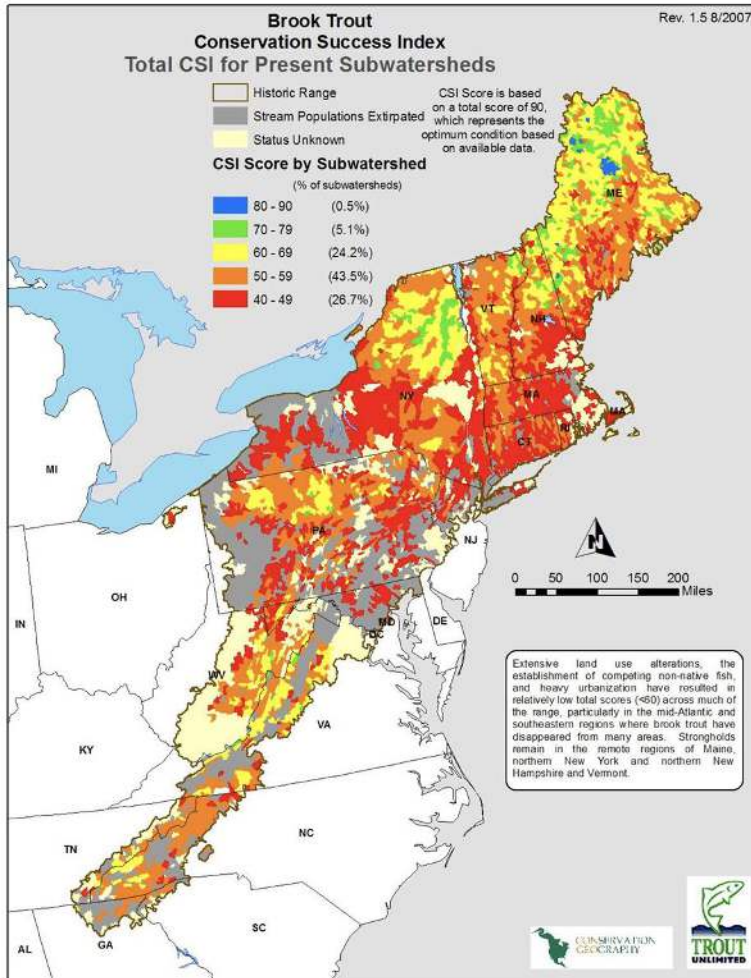 Brook Trout
Conservation Success Index
Total CSI for Present Subwatersheds
Rev. 1.5 8/2007
Historic Range
Stream Populations Extirpated
Status Unknown
CSI Score is based
on a total score of 90,
which represents the
optimum condition based
on available data.
CSI Score by Subwatershed
(% of subwatersheds)
80 - 90 (0.5%)
70 - 79 (5.1%)
60 - 69 (24.2%)
50 - 59 (43.5%)
40 - 49 (26.7%)
ME
VT
NH
NY
MA
MA
CT
RI
MI
PA
NJ
OH
IN
MD
DE
DC
WV
VA
KY
TN
NC
SC
AL
GA
N
0 50 100 150 200
Miles
Extensive land use alterations, the
establishment of competing non-native fish,
and heavy urbanization have resulted in
relatively low total scores (<60) across much of
the range, particularly in the mid-Atlantic and
southeastern regions where brook trout have
disappeared from many areas. Strongholds
remain in the remote regions of Maine,
northern New York and northern New
Hampshire and Vermont.
CONSERVATION
GEOGRAPHY
TROUT
UNLIMITED